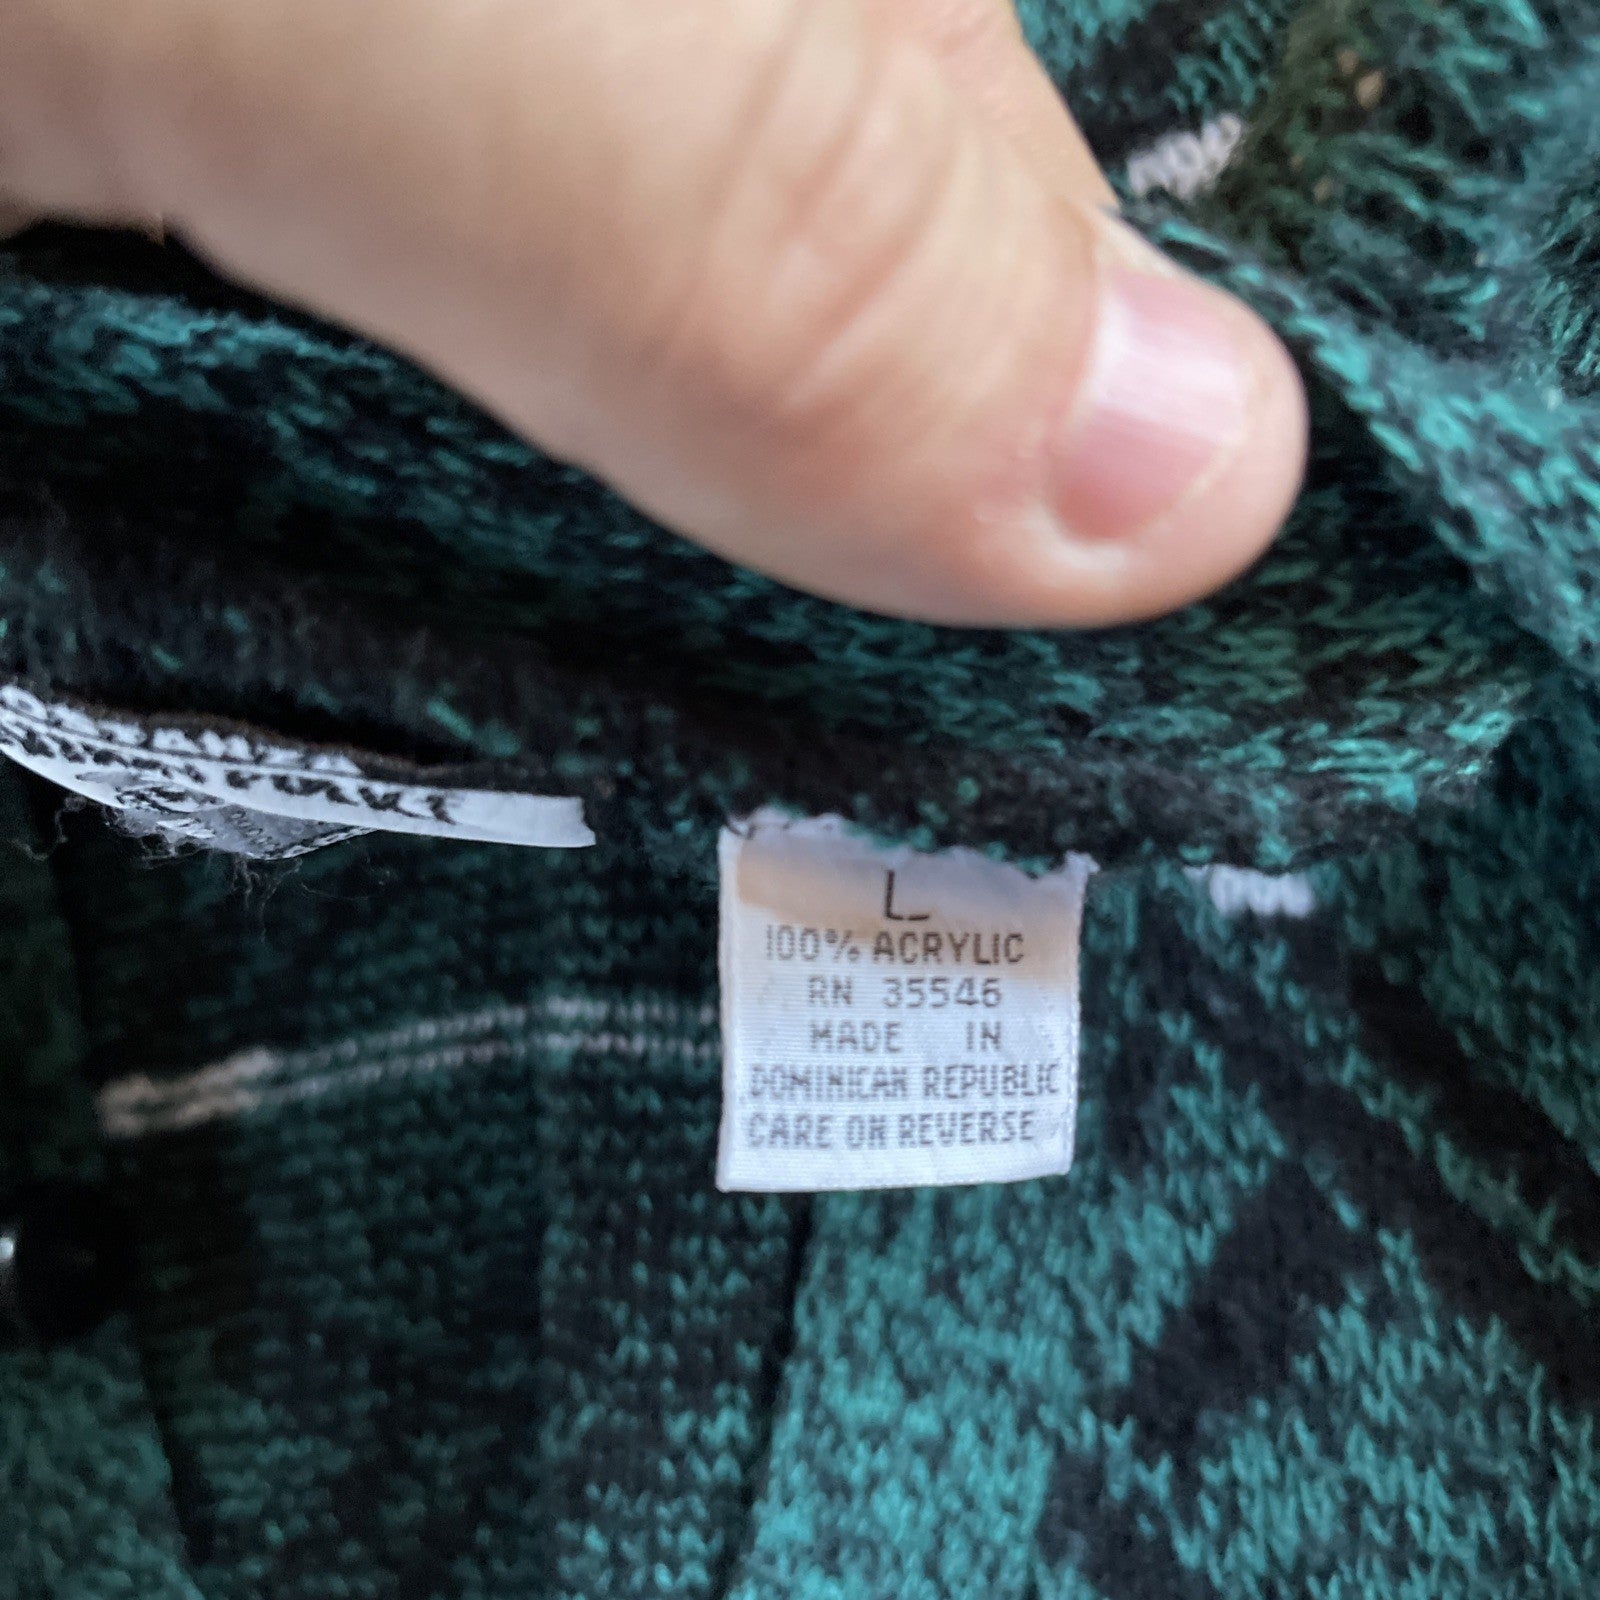 L
100% ACRYLIC
RN 35546
MADE IN
DOMINICAN REPUBLIC
CARE ON REVERSE